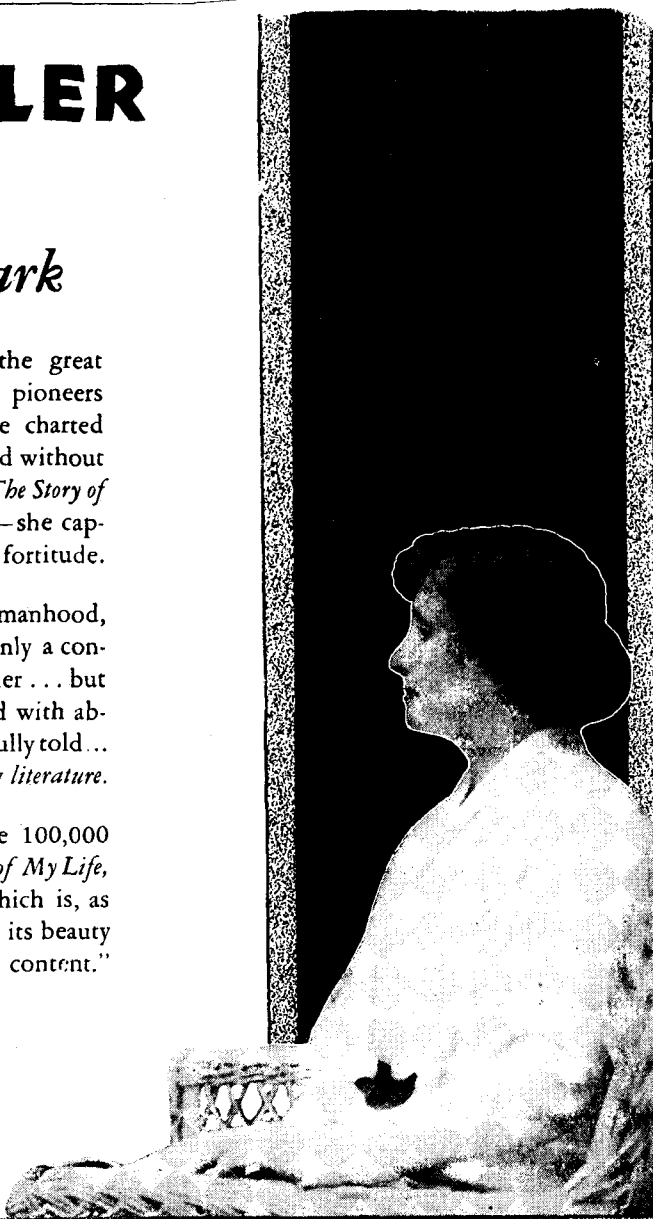 LER
ark
the great
pioneers
e charted
d without
The Story of
—she cap-
fortitude.
manhood,
nly a con-
er . . . but
d with ab-
ully told . . .
literature.
e 100,000
of My Life,
hich is, as
its beauty
content."